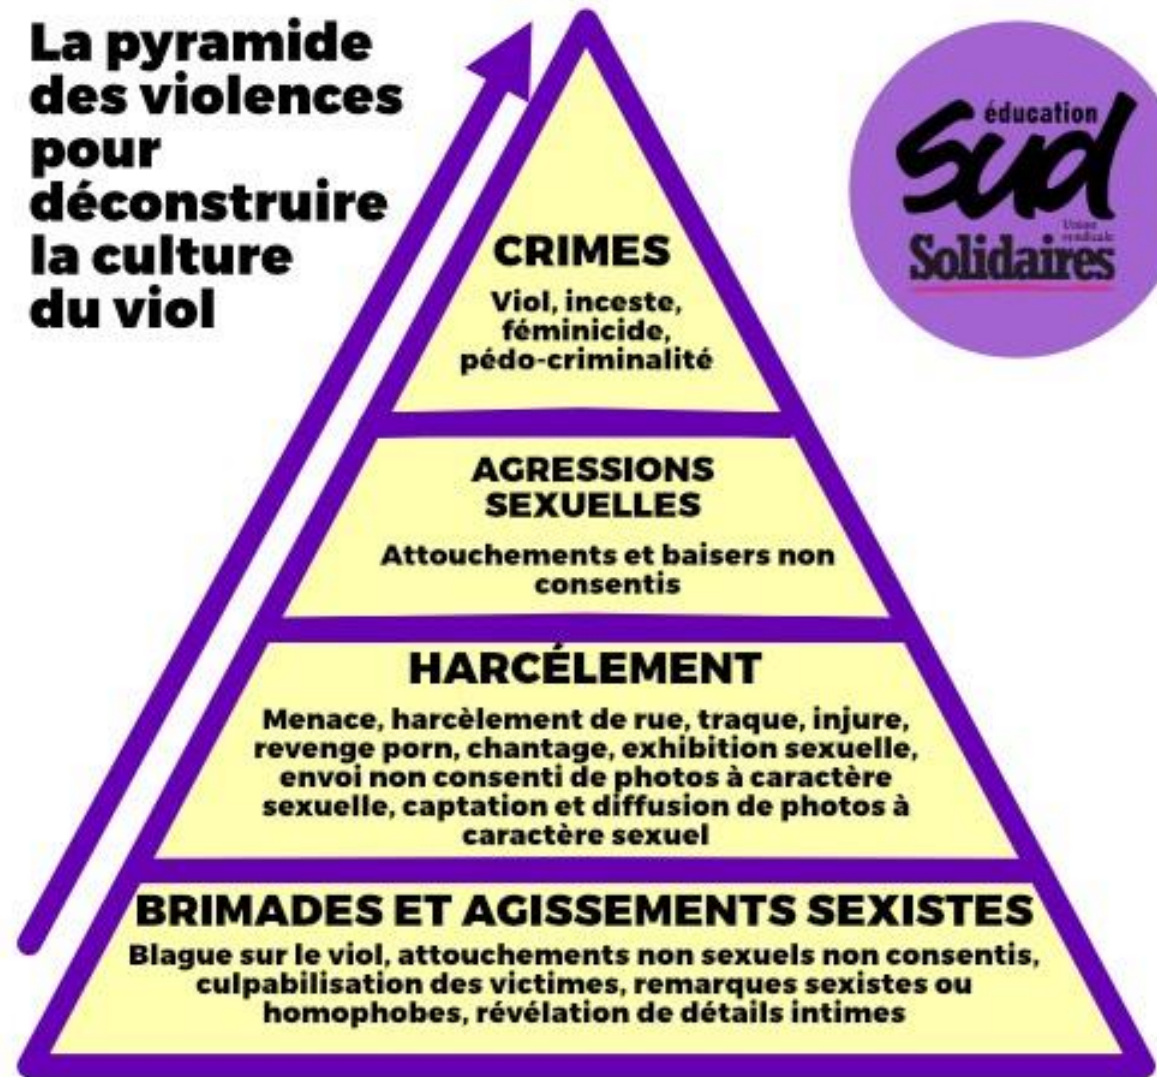 La pyramide
des violences
pour
déconstruire
la culture
du viol
éducation
Sud
Union
syndicale
Solidaires
CRIMES
Viol, inceste,
féminicide,
pédo-criminalité
AGRESSIONS
SEXUELLES
Attouchements et baisers non
consentis
HARCÉLEMENT
Menace, harcèlement de rue, traque, injure,
revenge porn, chantage, exhibition sexuelle,
envoi non consenti de photos à caractère
sexuelle, captation et diffusion de photos à
caractère sexuel
BRIMADES ET AGISSEMENTS SEXISTES
Blague sur le viol, attouchements non sexuels non consentis,
culpabilisation des victimes, remarques sexistes ou
homophobes, révélation de détails intimes